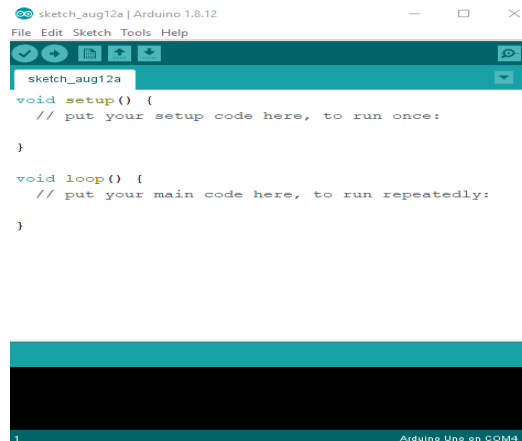 sketch_aug12a | Arduino 1.8.12
File Edit Sketch Tools Help
sketch_aug12a
void setup() {
  // put your setup code here, to run once:
}
void loop() {
  // put your main code here, to run repeatedly:
}
1 Arduino Uno on COM4